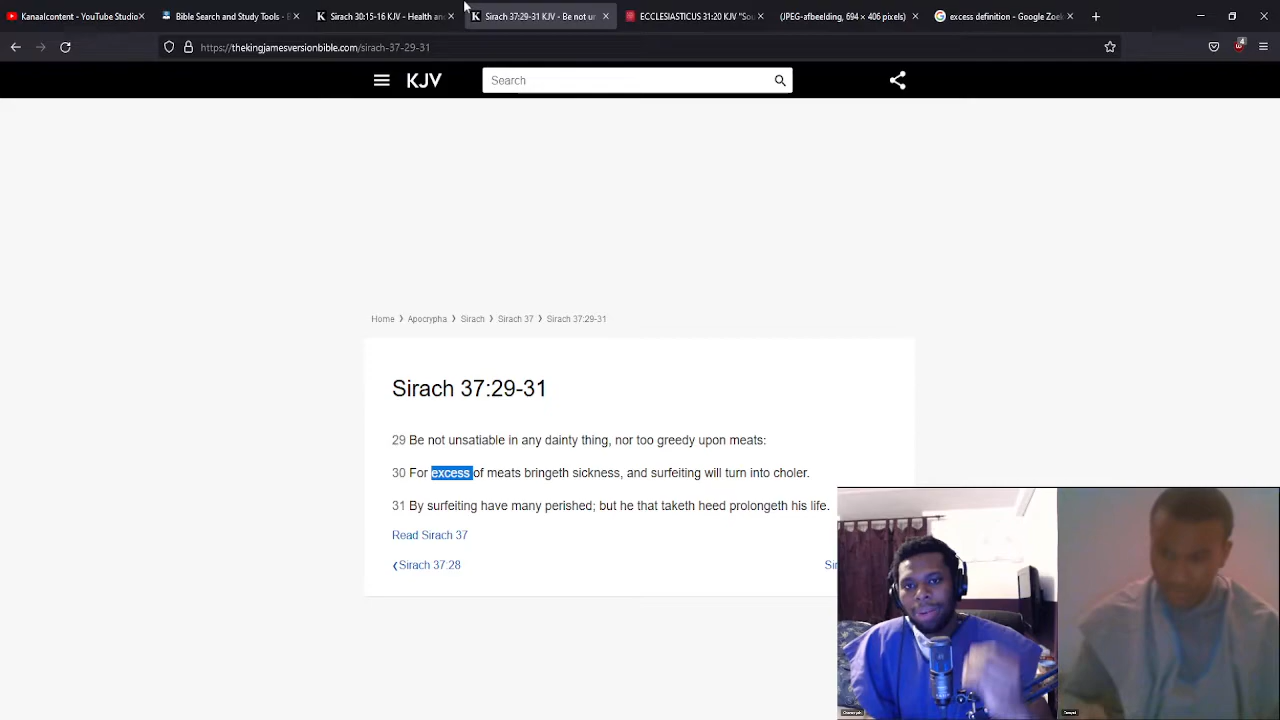 Kanaalcontent - YouTube Studio
Bible Search and Study Tools - B
Sirach 30:15-16 KJV - Health an
Sirach 37:29-31 KJV - Be not un
ECCLESIASTICUS 31:20 KJV "Sou
(JPEG-afbeelding, 694 × 406 pixels)
excess definition - Google Zoek
https://thekingjamesversionbible.com/sirach-37-29-31
4
KJV
Search
Home › Apocrypha › Sirach › Sirach 37 › Sirach 37:29-31
Sirach 37:29-31
29 Be not unsatiable in any dainty thing, nor too greedy upon meats:
30 For excess of meats bringeth sickness, and surfeiting will turn into choler.
31 By surfeiting have many perished; but he that taketh heed prolongeth his life.
Read Sirach 37
‹Sirach 37:28
Sir